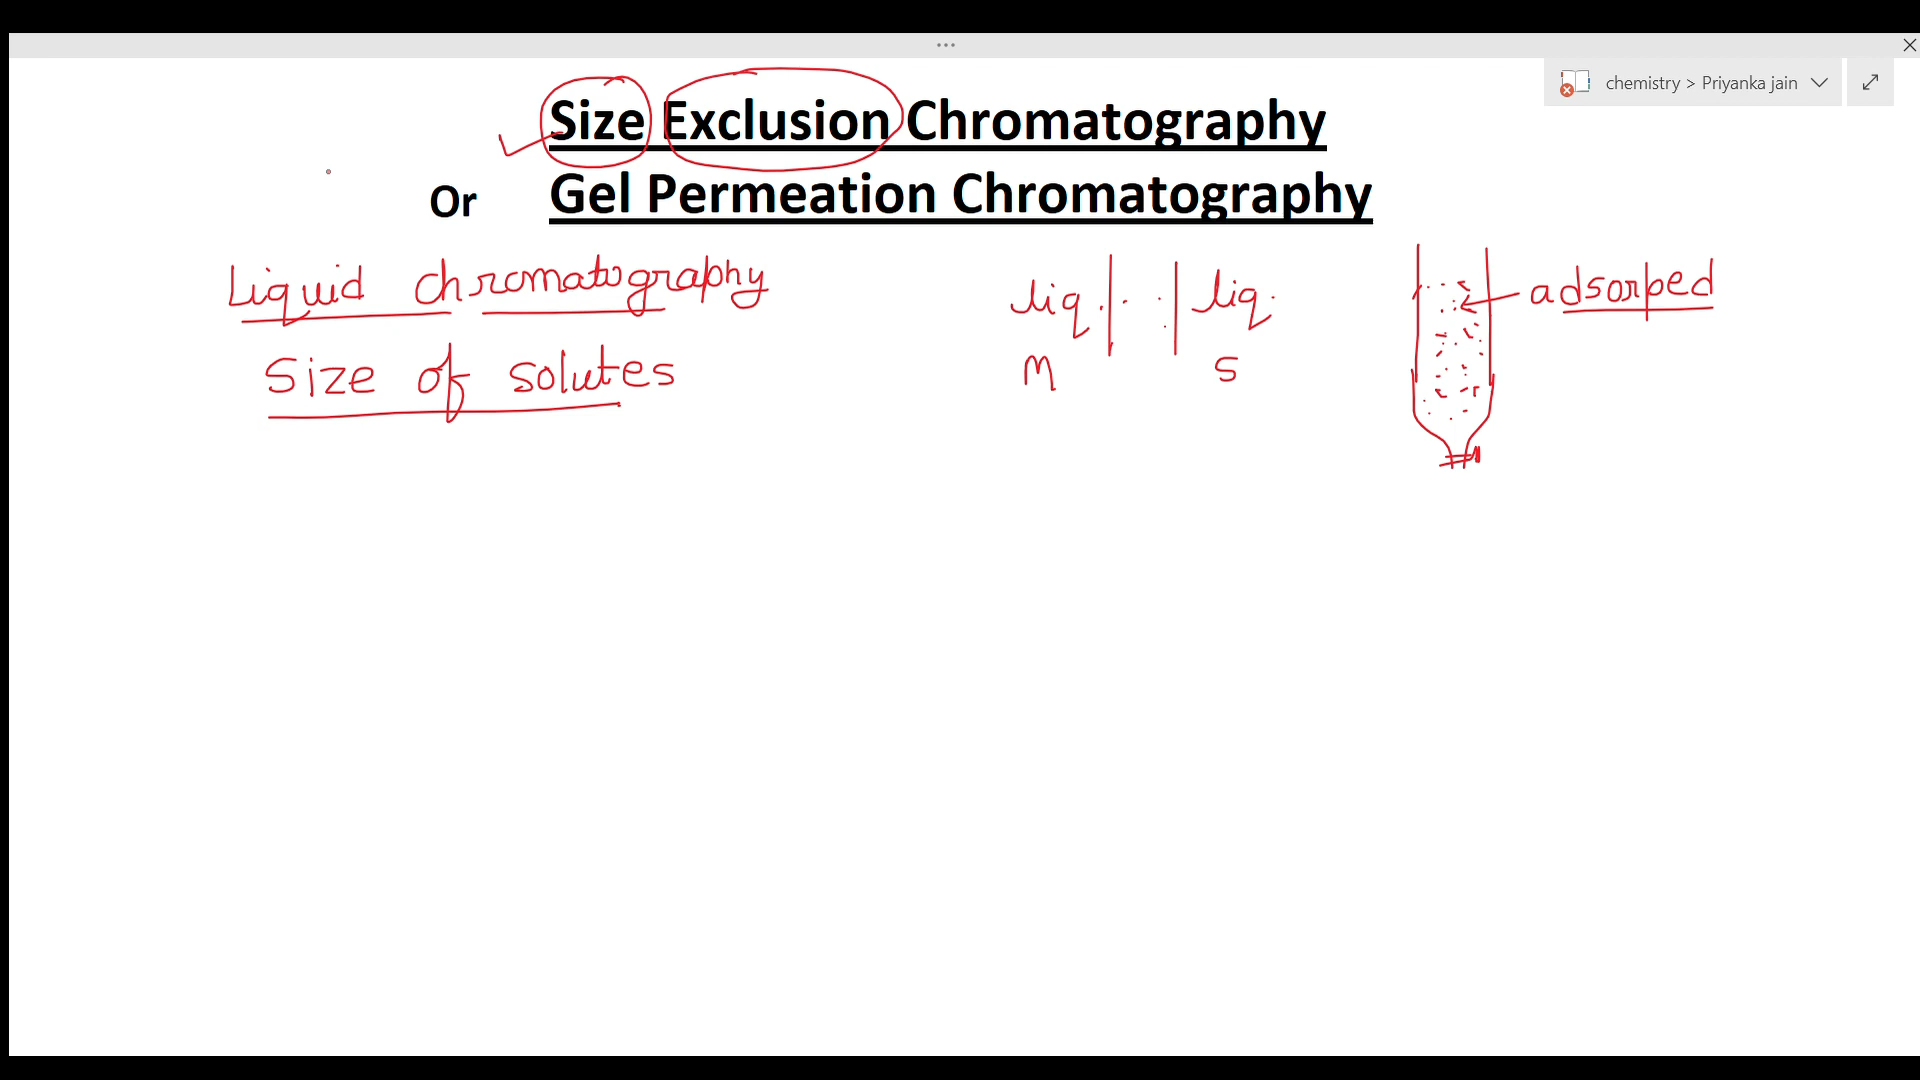 chemistry > Priyanka jain
Size Exclusion Chromatography
Or Gel Permeation Chromatography
Liquid chromatography
liq. liq.
adsorbed
Size of solutes
M S